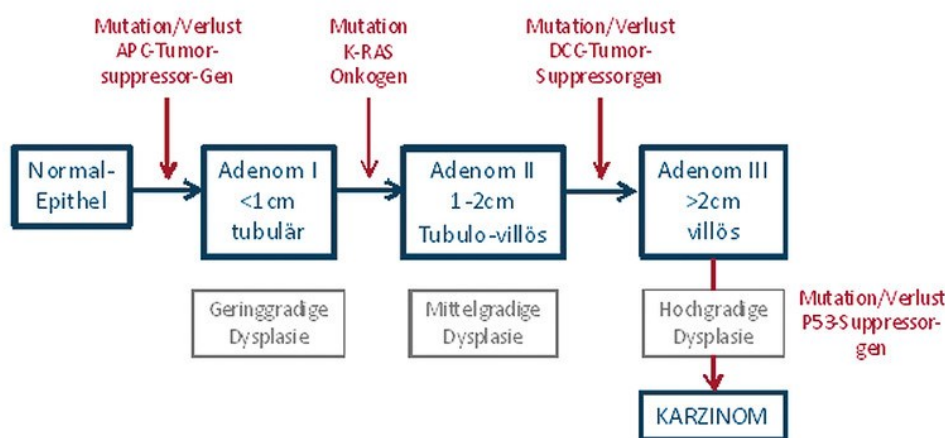 Mutation/Verlust
APC-Tumor-
suppressor-Gen
Mutation
K-RAS
Onkogen
Mutation/Verlust
DCC-Tumor-
Suppressorgen
Normal-
Epithel
Adenom I
<1cm
tubulär
Adenom II
1-2cm
Tubulo-villös
Adenom III
>2cm
villös
Geringgradige
Dysplasie
Mittelgradige
Dysplasie
Hochgradige
Dysplasie
Mutation/Verlust
P53-Suppressor-
gen
KARZINOM